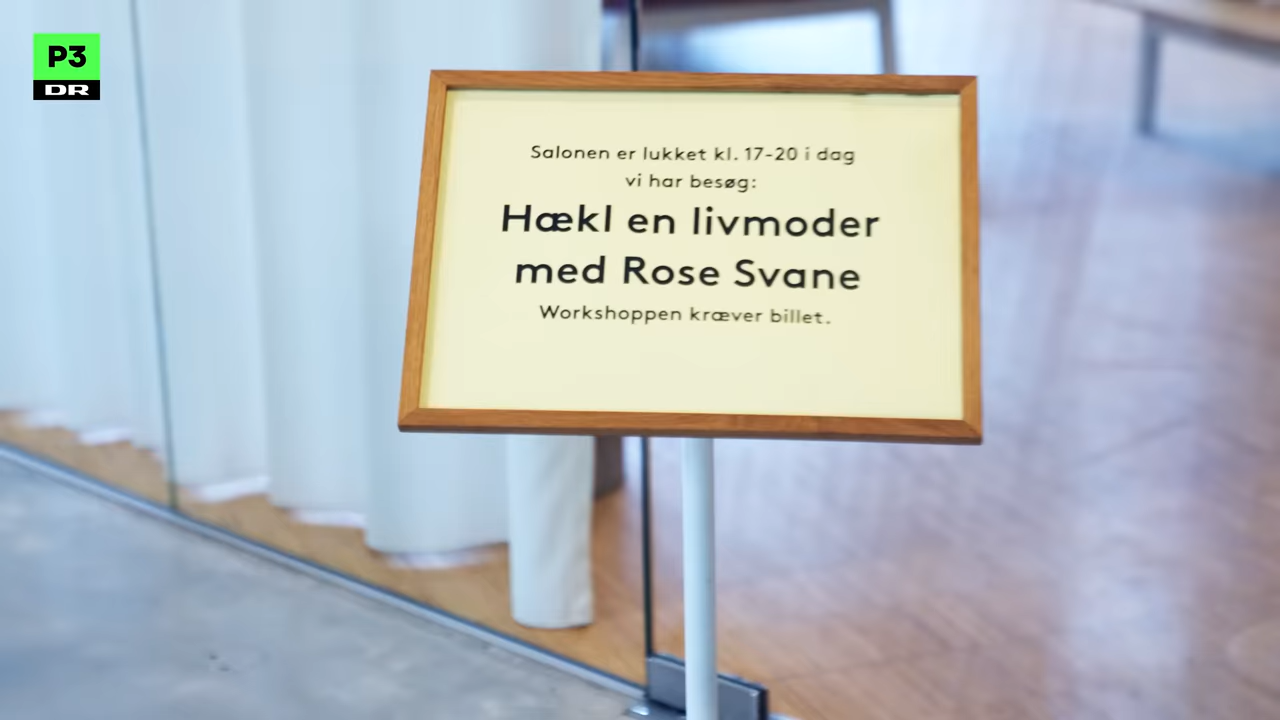 P3
DR
Salonen er lukket kl. 17-20 i dag
vi har besøg:
Hækl en livmoder
med Rose Svane
Workshoppen kræver billet.